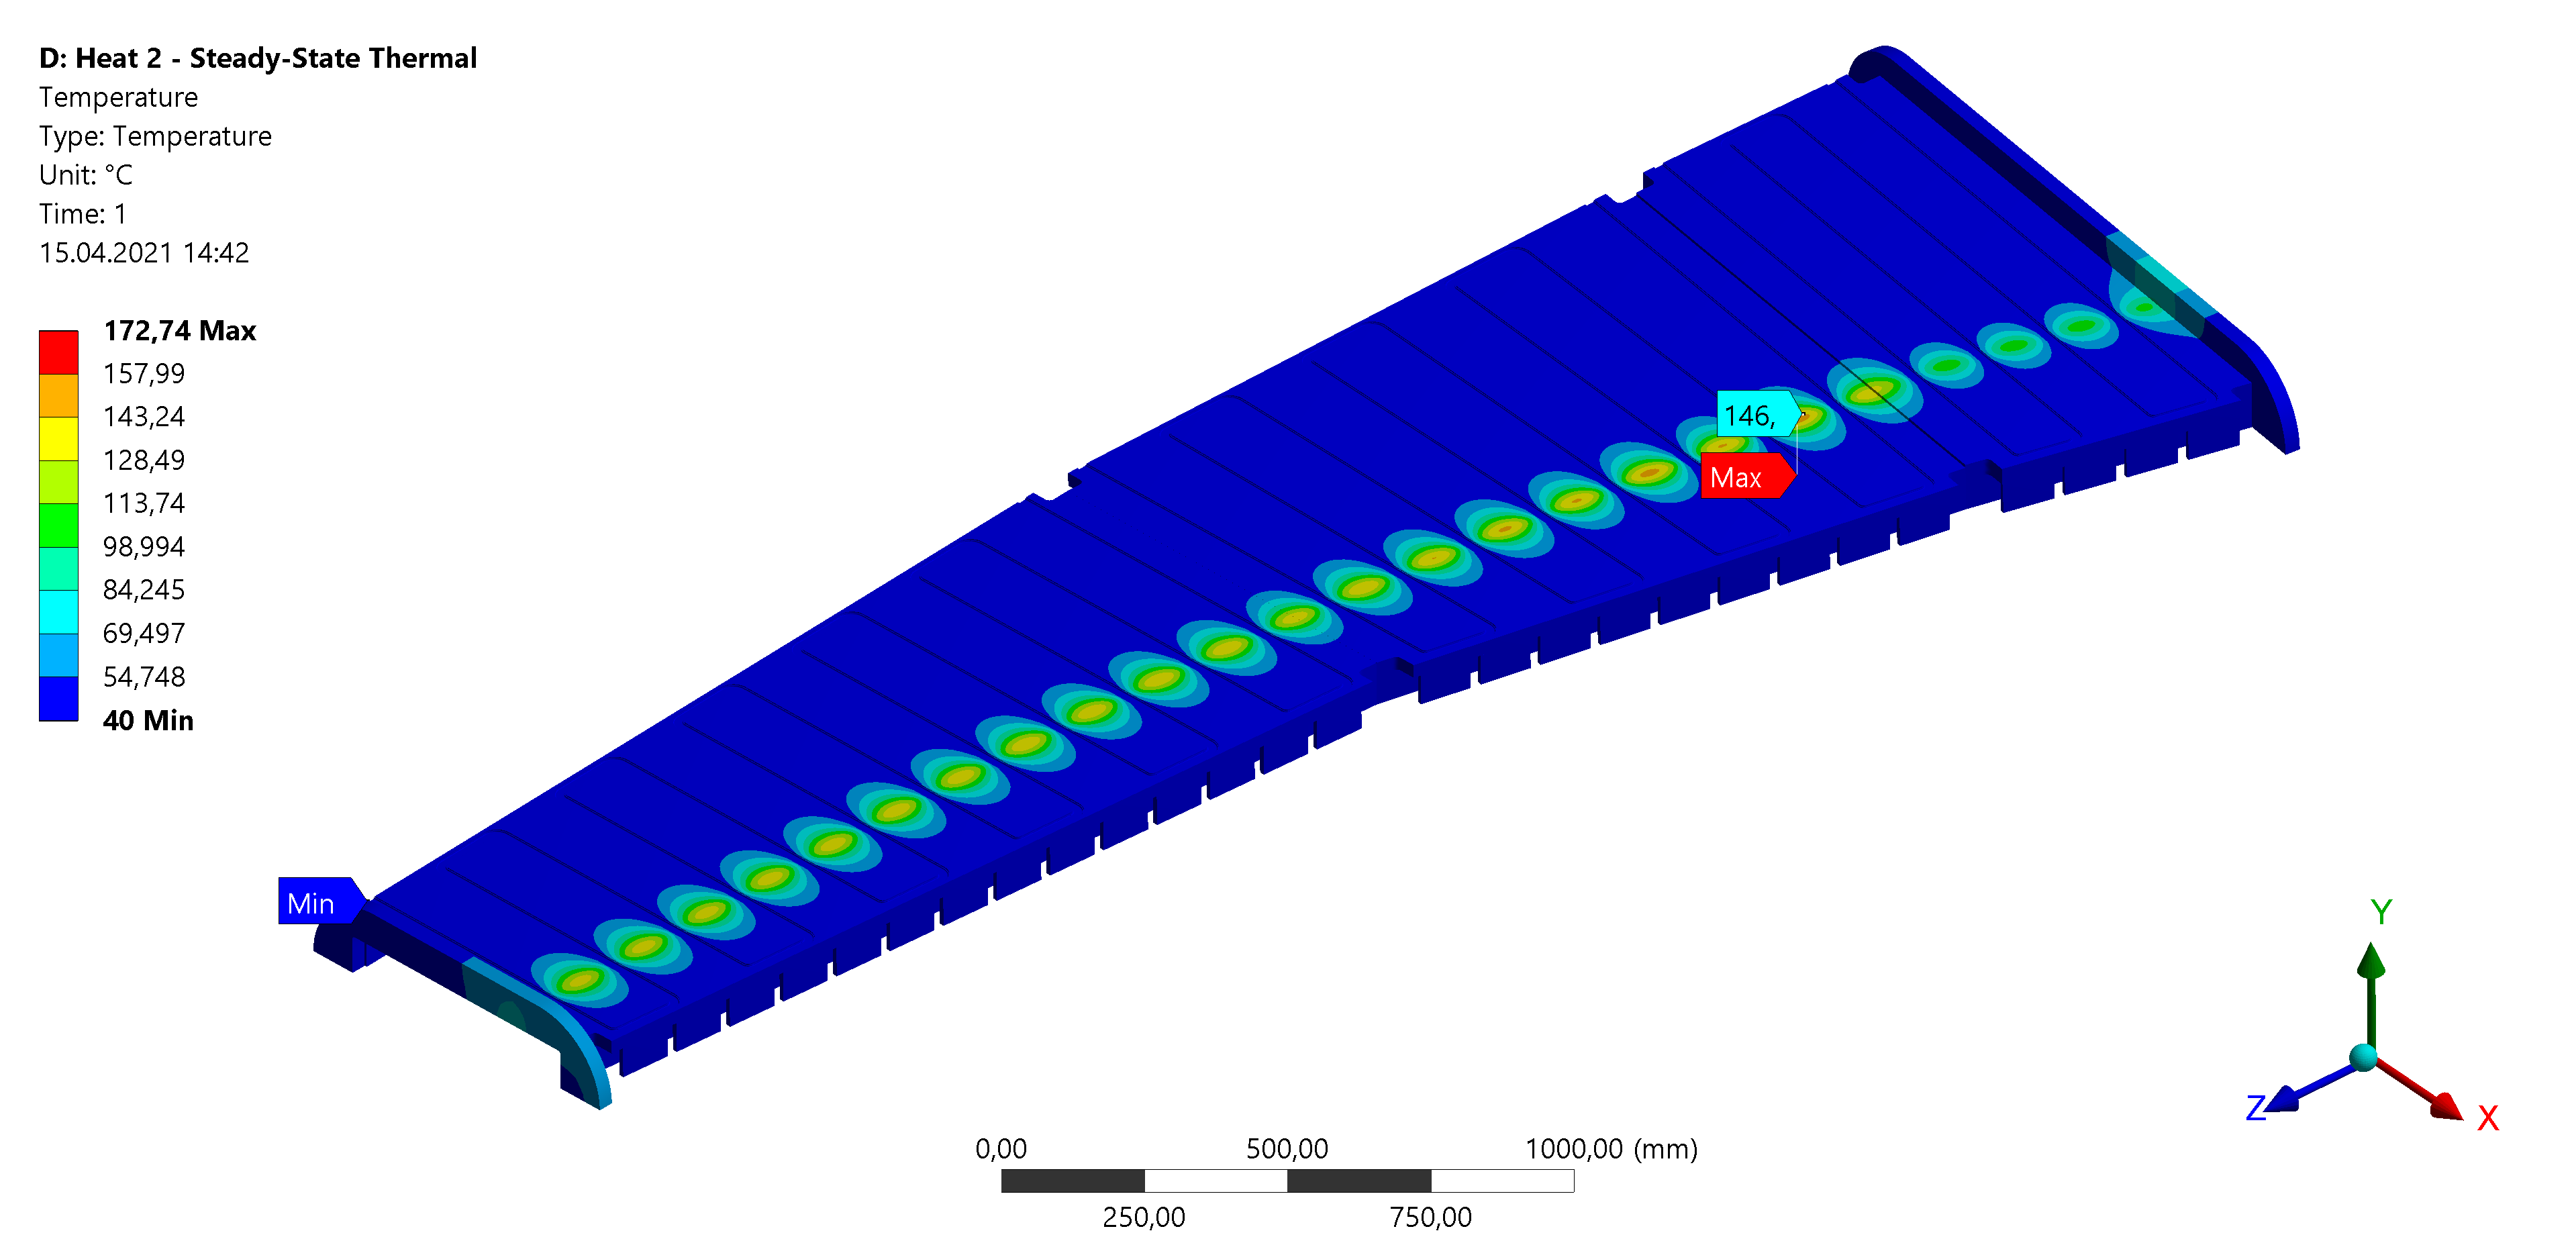 D: Heat 2 - Steady-State Thermal
Temperature
Type: Temperature
Unit: °C
Time: 1
15.04.2021 14:42
172,74 Max
157,99
143,24
128,49
113,74
98,994
84,245
69,497
54,748
40 Min
146,
Max
Min
Y
Z
X
0,00 500,00 1000,00 (mm)
250,00 750,00